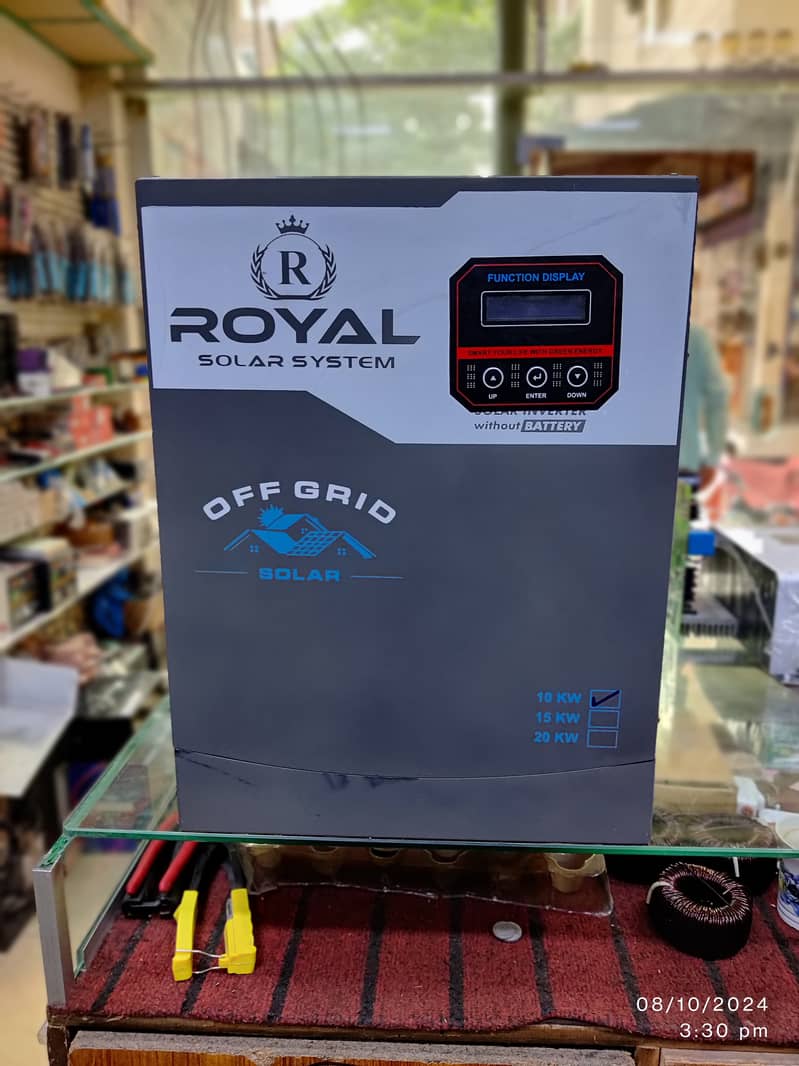 R
ROYAL
SOLAR SYSTEM
FUNCTION DISPLAY
SMART YOUR LIFE WITH GREEN ENERGY
UP
ENTER
DOWN
SOLAR INVERTER
without BATTERY
OFF GRID
SOLAR
10 KW
15 KW
20 KW
08/10/2024
3:30 pm